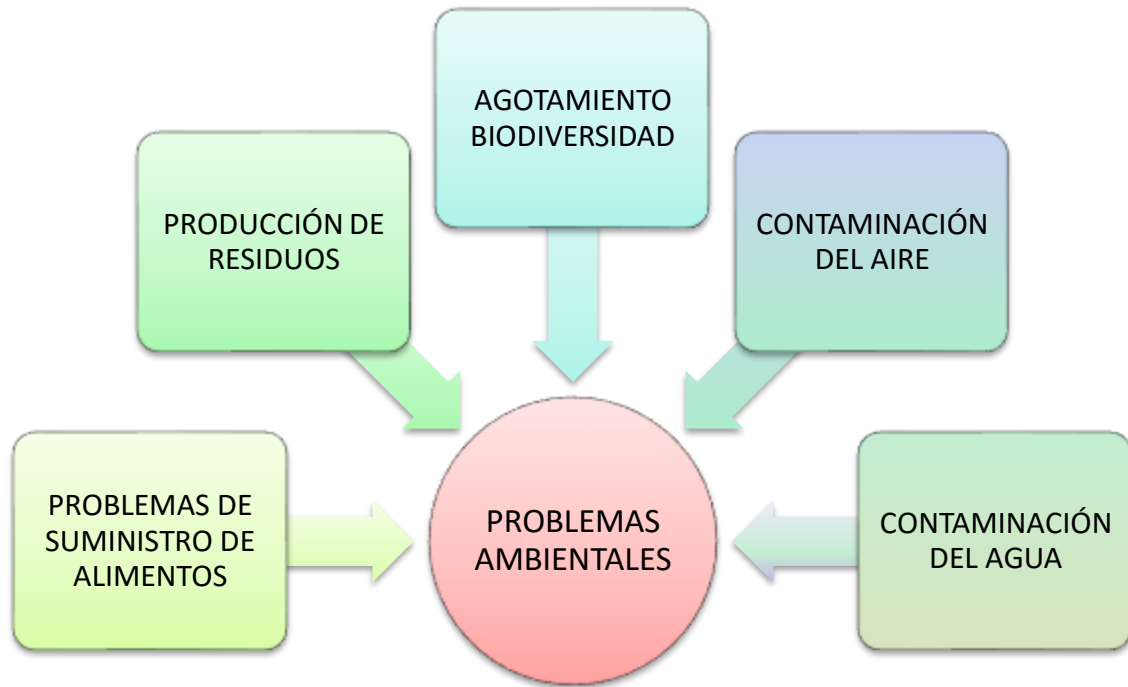 AGOTAMIENTO
BIODIVERSIDAD
PRODUCCIÓN DE
RESIDUOS
CONTAMINACIÓN
DEL AIRE
PROBLEMAS DE
SUMINISTRO DE
ALIMENTOS
PROBLEMAS
AMBIENTALES
CONTAMINACIÓN
DEL AGUA